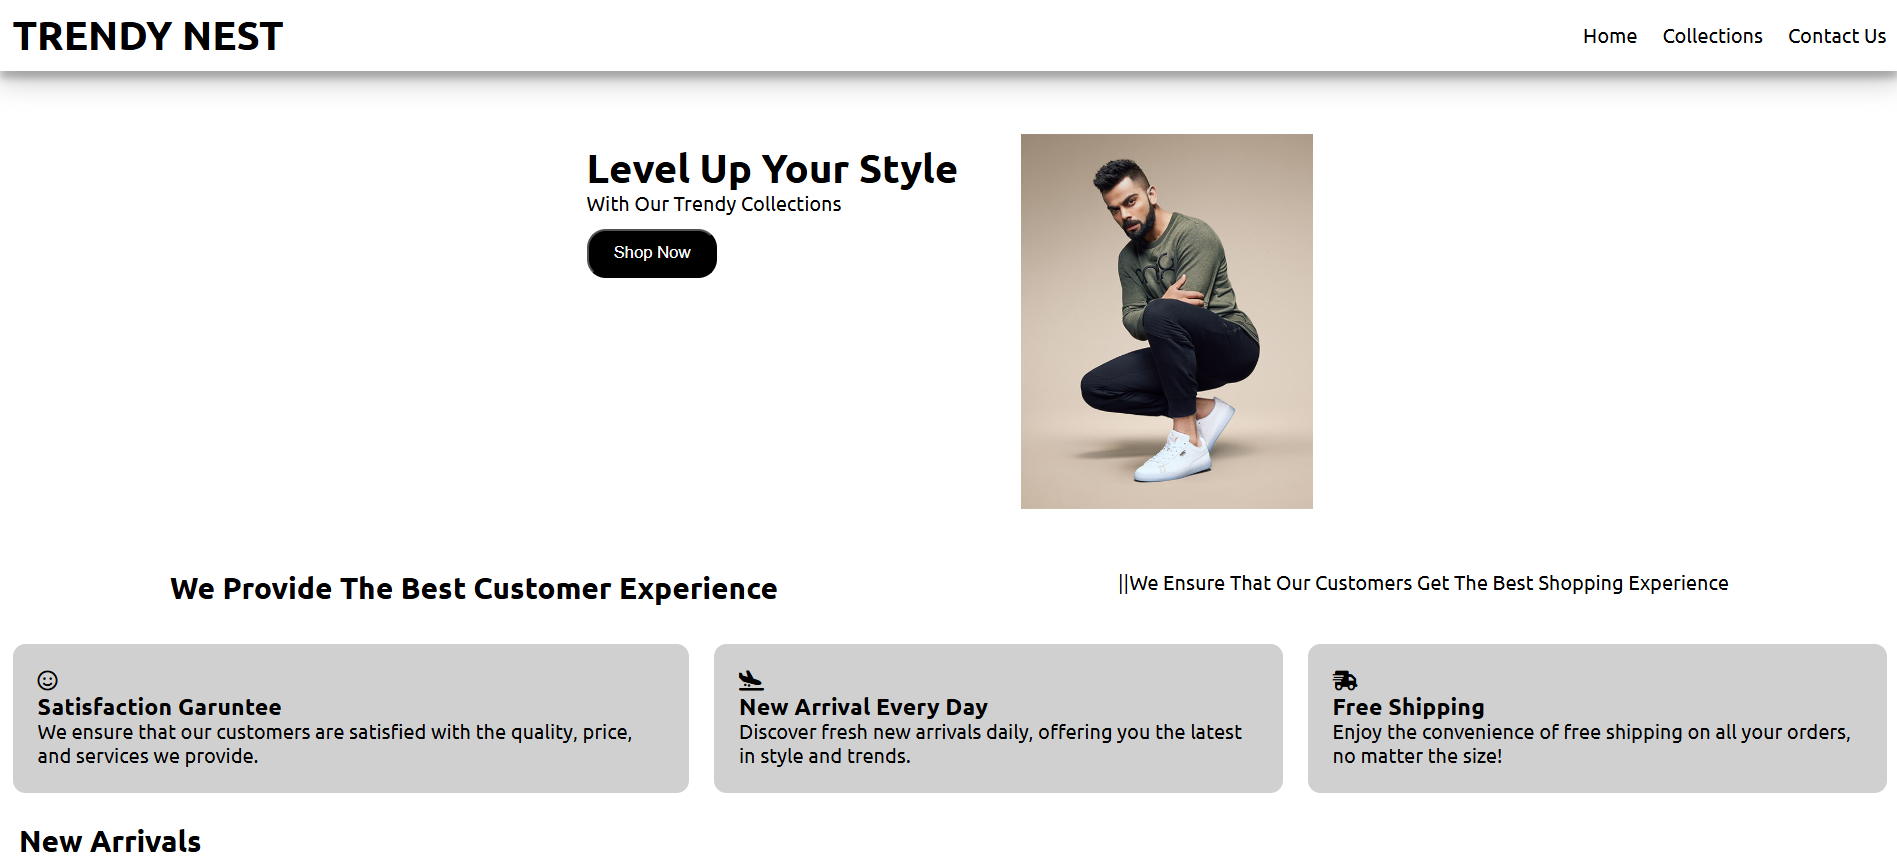 TRENDY NEST
Home Collections Contact Us
Level Up Your Style
With Our Trendy Collections
Shop Now
We Provide The Best Customer Experience
||We Ensure That Our Customers Get The Best Shopping Experience
Satisfaction Garuntee
We ensure that our customers are satisfied with the quality, price,
and services we provide.
New Arrival Every Day
Discover fresh new arrivals daily, offering you the latest
in style and trends.
Free Shipping
Enjoy the convenience of free shipping on all your orders,
no matter the size!
New Arrivals